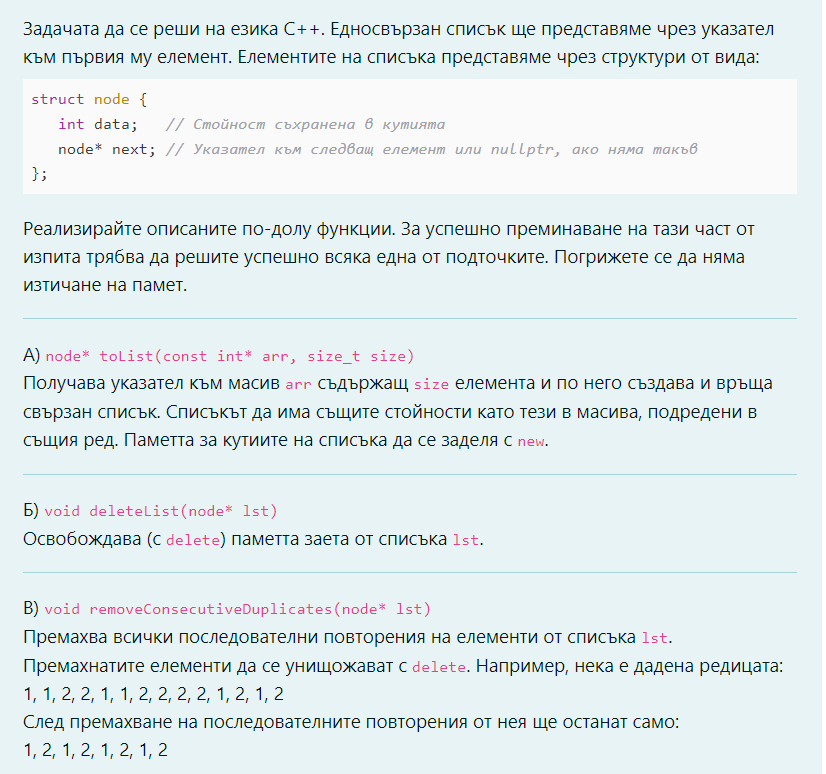 Задачата да се реши на езика C++. Едносвързан списък ще представяме чрез указател
към първия му елемент. Елементите на списъка представяме чрез структури от вида:
struct node {
int data; // Стойност съхранена в кутията
node* next; // Указател към следващ елемент или nullptr, ако няма такъв
};
Реализирайте описаните по-долу функции. За успешно преминаване на тази част от
изпита трябва да решите успешно всяка една от подточките. Погрижете се да няма
изтичане на памет.
А) node* toList(const int* arr, size_t size)
Получава указател към масив arr съдържащ size елемента и по него създава и връща
свързан списък. Списъкът да има същите стойности като тези в масива, подредени в
същия ред. Паметта за кутиите на списъка да се заделя с new.
Б) void deleteList(node* lst)
Освобождава (с delete) паметта заета от списъка lst.
В) void removeConsecutiveDuplicates(node* lst)
Премахва всички последователни повторения на елементи от списъка lst.
Премахнатите елементи да се унищожават с delete. Например, нека е дадена редицата:
1, 1, 2, 2, 1, 1, 2, 2, 2, 2, 1, 2, 1, 2
След премахване на последователните повторения от нея ще останат само:
1, 2, 1, 2, 1, 2, 1, 2